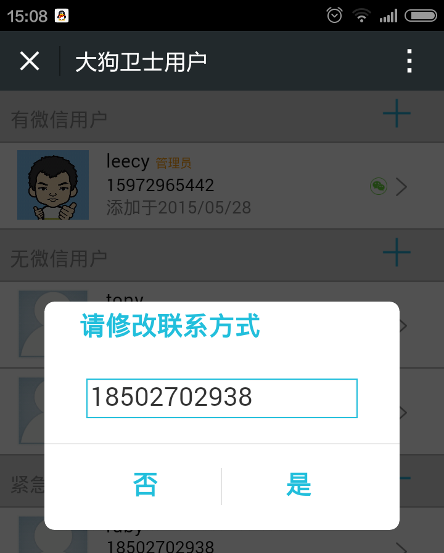 15:08
大狗卫士用户
有微信用户
leecy 管理员
15972965442
添加于2015/05/28
无微信用户
tony
请修改联系方式
18502702938
否
是
紧急
ruby
18502702938